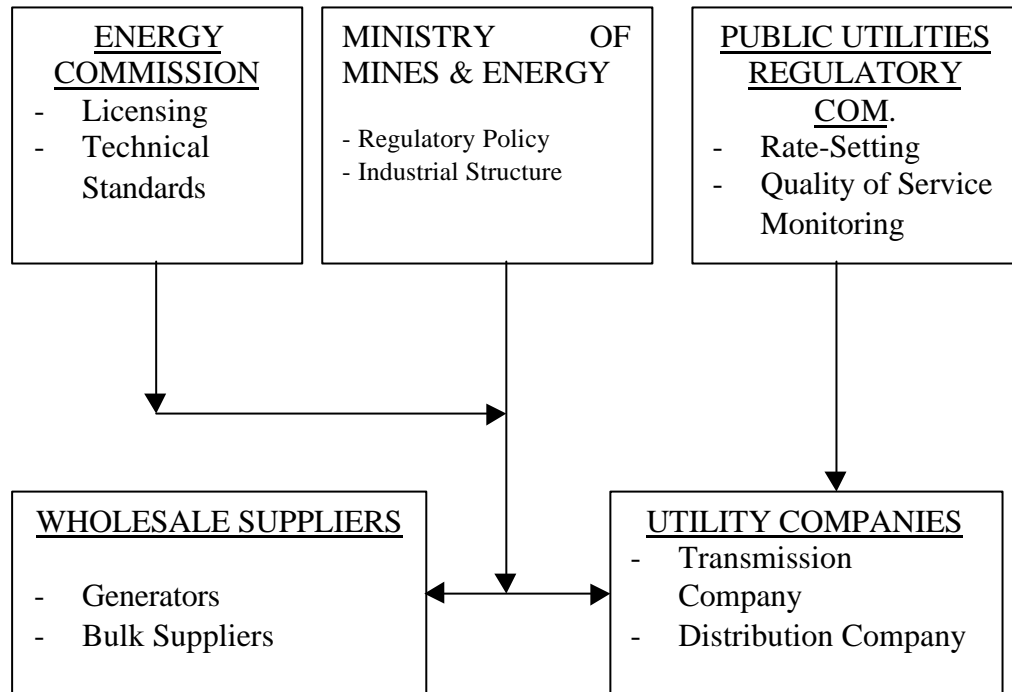 ENERGY
COMMISSION
- Licensing
- Technical
Standards
MINISTRY OF
MINES & ENERGY
- Regulatory Policy
- Industrial Structure
PUBLIC UTILITIES
REGULATORY
COM.
- Rate-Setting
- Quality of Service
Monitoring
WHOLESALE SUPPLIERS
- Generators
- Bulk Suppliers
UTILITY COMPANIES
- Transmission
Company
- Distribution Company